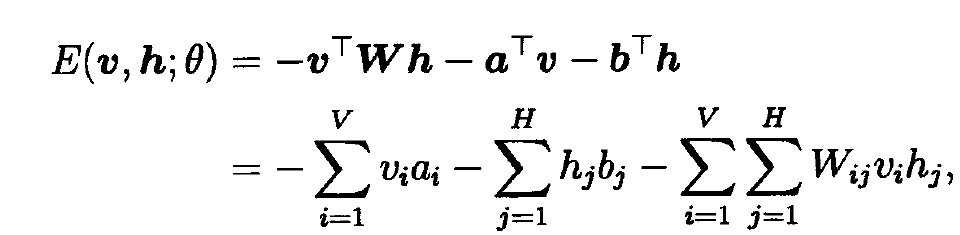 E(v, h; θ) = −v^⊤Wh − a^⊤v − b^⊤h
= − ∑_{i=1}^{V} v_i a_i − ∑_{j=1}^{H} h_j b_j − ∑_{i=1}^{V} ∑_{j=1}^{H} W_{ij} v_i h_j,